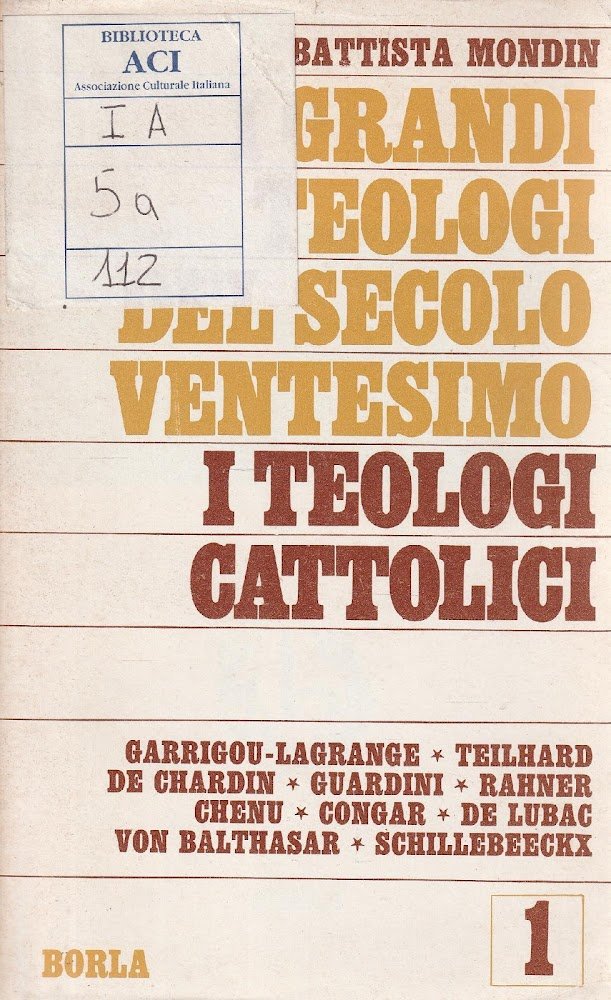 BIBLIOTECA
ACI
Associazione Culturale Italiana
I A
5a
112
BATTISTA MONDIN
GRANDI
TEOLOGI
DEL SECOLO
VENTESIMO
I TEOLOGI
CATTOLICI
GARRIGOU-LAGRANGE ★ TEILHARD
DE CHARDIN ★ GUARDINI ★ RAHNER
CHENU ★ CONGAR ★ DE LUBAC
VON BALTHASAR ★ SCHILLEBEECKX
BORLA
1